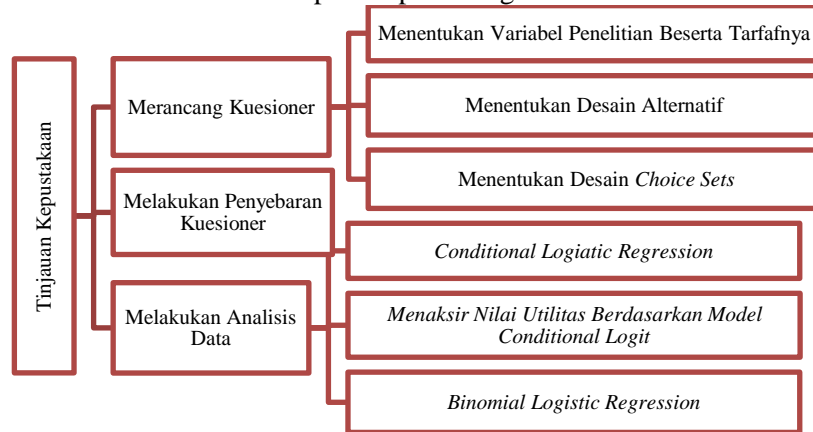 Tinjauan Kepustakaan
Merancang Kuesioner
Menentukan Variabel Penelitian Beserta Tarfafnya
Menentukan Desain Alternatif
Menentukan Desain Choice Sets
Melakukan Penyebaran
Kuesioner
Melakukan Analisis
Data
Conditional Logiatic Regression
Menaksir Nilai Utilitas Berdasarkan Model
Conditional Logit
Binomial Logistic Regression